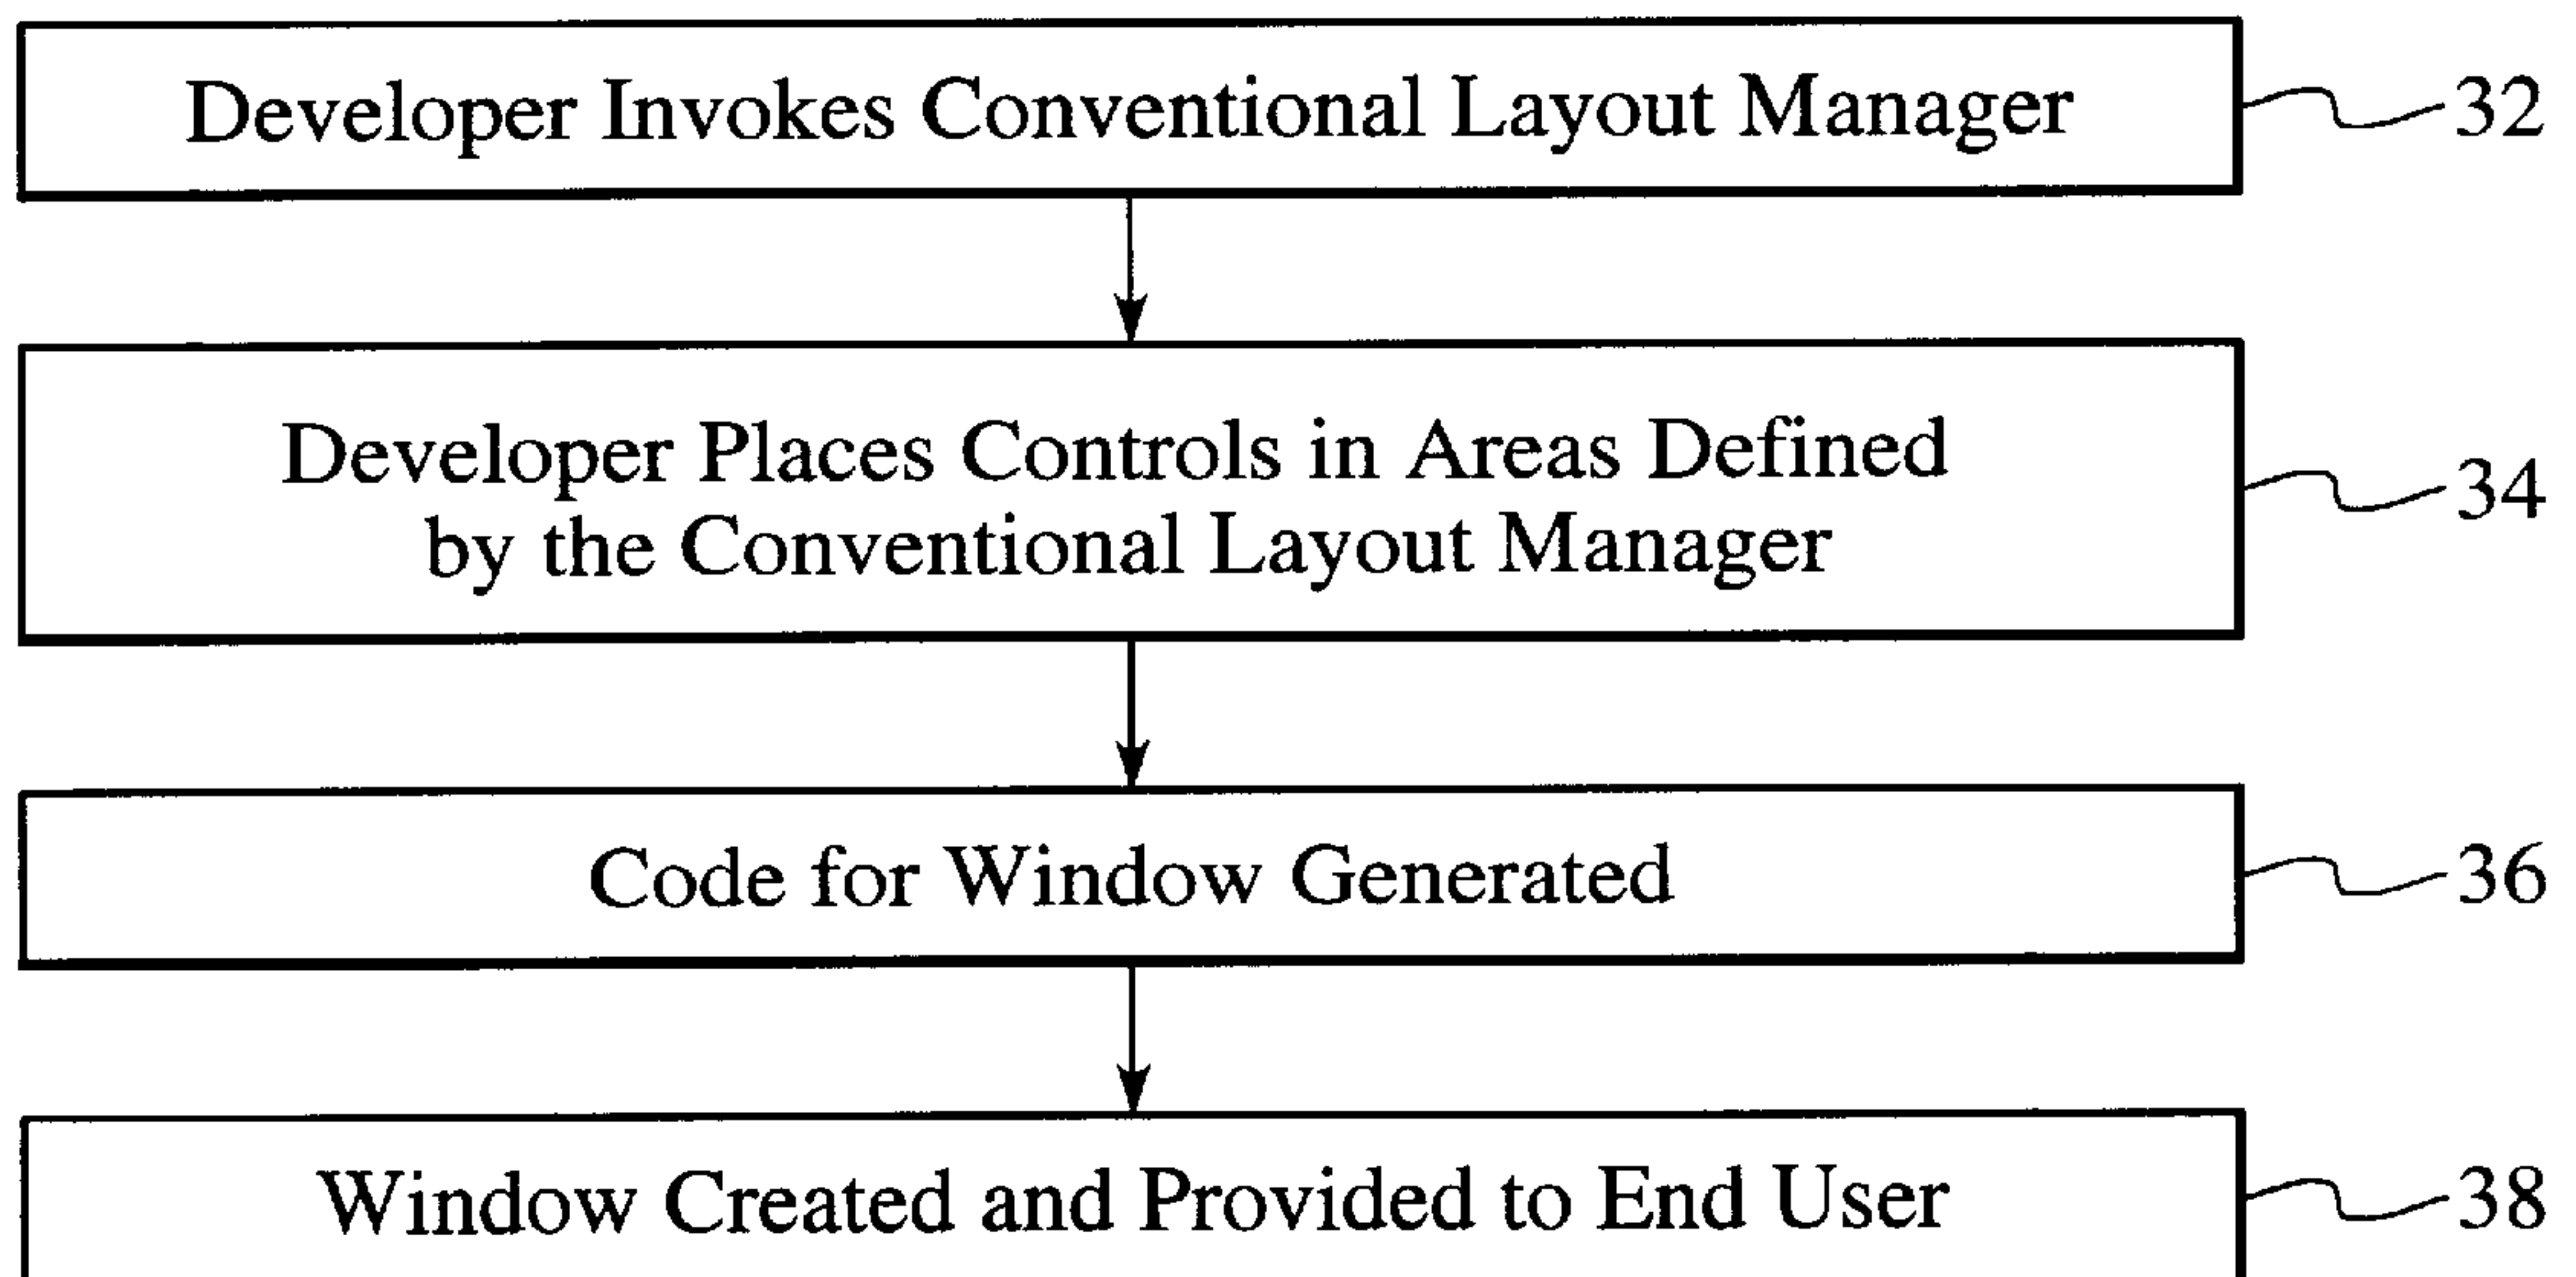 Developer Invokes Conventional Layout Manager
32
Developer Places Controls in Areas Defined
by the Conventional Layout Manager
34
Code for Window Generated
36
Window Created and Provided to End User
38